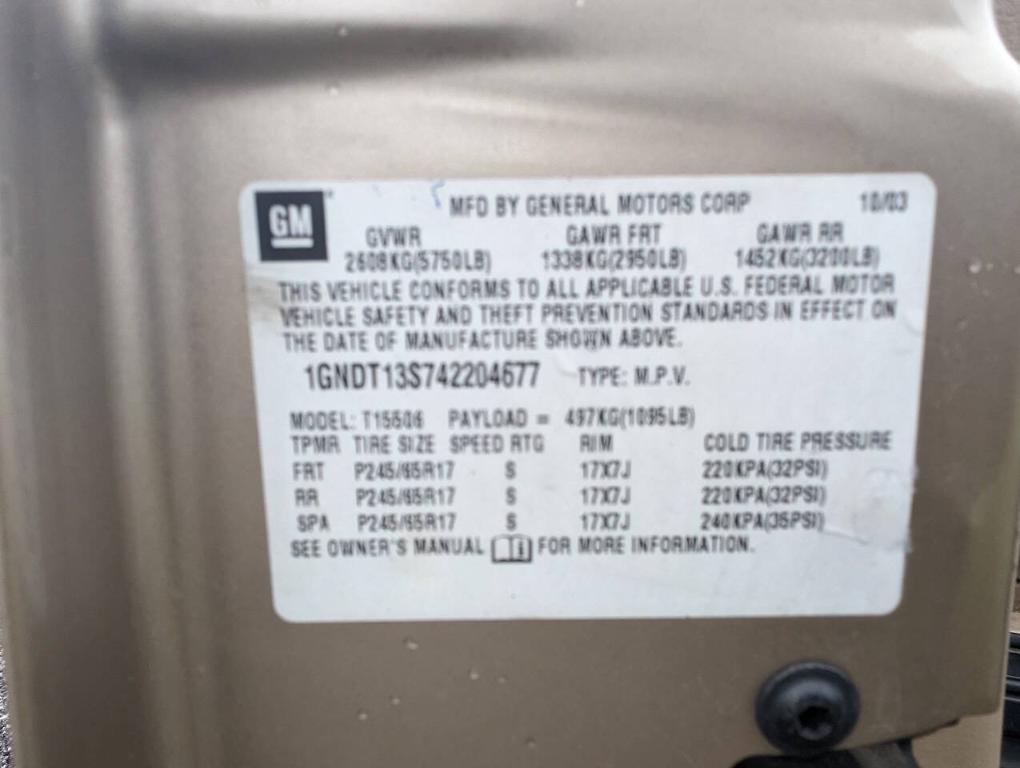 GM MFD BY GENERAL MOTORS CORP 10/03
GVWR GAWR FRT GAWR RR
2608KG(5750LB) 1338KG(2950LB) 1452KG(3200LB)
THIS VEHICLE CONFORMS TO ALL APPLICABLE U.S. FEDERAL MOTOR
VEHICLE SAFETY AND THEFT PREVENTION STANDARDS IN EFFECT ON
THE DATE OF MANUFACTURE SHOWN ABOVE.
1GNDT13S742204677 TYPE: M.P.V.
MODEL: T15506 PAYLOAD = 497KG(1095LB)
TPMR TIRE SIZE SPEED RTG RIM COLD TIRE PRESSURE
FRT P245/65R17 S 17X7J 220KPA(32PSI)
RR P245/65R17 S 17X7J 220KPA(32PSI)
SPA P245/65R17 S 17X7J 240KPA(35PSI)
SEE OWNER'S MANUAL FOR MORE INFORMATION.